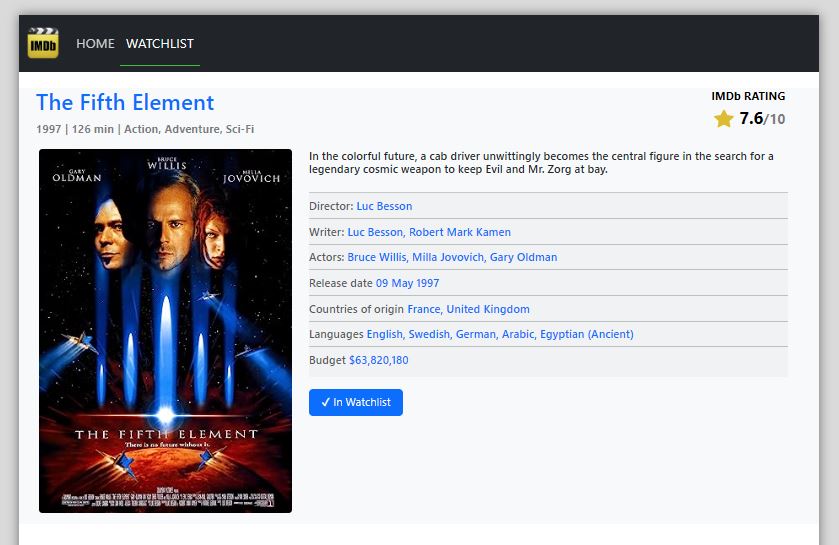 IMDb HOME WATCHLIST
The Fifth Element
1997 | 126 min | Action, Adventure, Sci-Fi
IMDb RATING
7.6/10
GARY
OLDMAN
BRUCE
WILLIS
MILLA
JOVOVICH
THE FIFTH ELEMENT
There is no future without it.
In the colorful future, a cab driver unwittingly becomes the central figure in the search for a
legendary cosmic weapon to keep Evil and Mr. Zorg at bay.
Director: Luc Besson
Writer: Luc Besson, Robert Mark Kamen
Actors: Bruce Willis, Milla Jovovich, Gary Oldman
Release date 09 May 1997
Countries of origin France, United Kingdom
Languages English, Swedish, German, Arabic, Egyptian (Ancient)
Budget $63,820,180
✓ In Watchlist